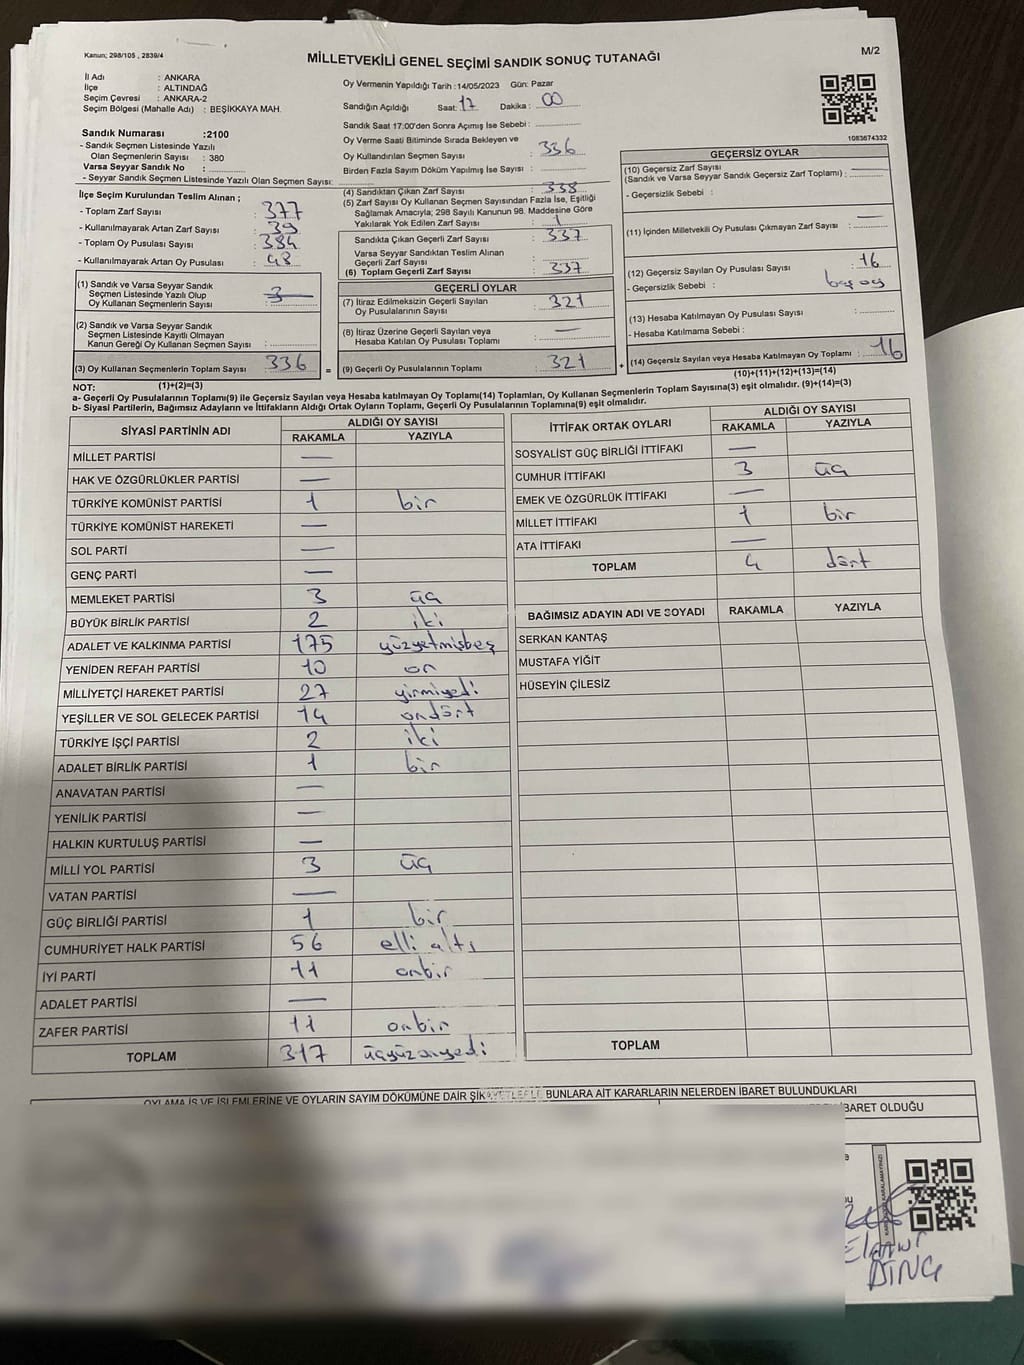 Kanun; 298/105 , 2839/4
MİLLETVEKİLİ GENEL SEÇİMİ SANDIK SONUÇ TUTANAĞI
M/2
İl Adı : ANKARA
İlçe : ALTINDAĞ
Seçim Çevresi : ANKARA-2
Seçim Bölgesi (Mahalle Adı) : BEŞİKKAYA MAH.
Sandık Numarası :2100
- Sandık Seçmen Listesinde Yazılı
Olan Seçmenlerin Sayısı : 380
Varsa Seyyar Sandık No :
- Seyyar Sandık Seçmen Listesinde Yazılı Olan Seçmen Sayısı:
Oy Vermenin Yapıldığı Tarih : 14/05/2023 Gün: Pazar
Sandığın Açıldığı Saat: 17 Dakika : 00
Sandık Saat 17:00'den Sonra Açımış İse Sebebi :
Oy Verme Saati Bitiminde Sırada Bekleyen ve
Oy Kullandırılan Seçmen Sayısı : 336
Birden Fazla Sayım Döküm Yapılmış İse Sayısı :
1083674332
İlçe Seçim Kurulundan Teslim Alınan ;
- Toplam Zarf Sayısı : 377
- Kullanılmayarak Artan Zarf Sayısı : 39
- Toplam Oy Pusulası Sayısı : 384
- Kullanılmayarak Artan Oy Pusulası : 48
(4) Sandıktan Çıkan Zarf Sayısı : 338
(5) Zarf Sayısı Oy Kullanan Seçmen Sayısından Fazla İse, Eşitliği
Sağlamak Amacıyla; 298 Sayılı Kanunun 98. Maddesine Göre
Yakılarak Yok Edilen Zarf Sayısı : 1
Sandıkta Çıkan Geçerli Zarf Sayısı : 337
Varsa Seyyar Sandıktan Teslim Alınan
Geçerli Zarf Sayısı :
(6) Toplam Geçerli Zarf Sayısı : 337
GEÇERSİZ OYLAR
(10) Geçersiz Zarf Sayısı
(Sandık ve Varsa Seyyar Sandık Geçersiz Zarf Toplamı) :
- Geçersizlik Sebebi :
(11) İçinden Milletvekili Oy Pusulası Çıkmayan Zarf Sayısı : —
(12) Geçersiz Sayılan Oy Pusulası Sayısı : 16
- Geçersizlik Sebebi :
(13) Hesaba Katılmayan Oy Pusulası Sayısı :
- Hesaba Katılmama Sebebi :
(14) Geçersiz Sayılan veya Hesaba Katılmayan Oy Toplamı : 16
(10)+(11)+(12)+(13)=(14)
(1) Sandık ve Varsa Seyyar Sandık
Seçmen Listesinde Yazılı Olup
Oy Kullanan Seçmenlerin Sayısı :
(2) Sandık ve Varsa Seyyar Sandık
Seçmen Listesinde Kayıtlı Olmayan
Kanun Gereği Oy Kullanan Seçmen Sayısı :
(3) Oy Kullanan Seçmenlerin Toplam Sayısı : 336 =
GEÇERLİ OYLAR
(7) İtiraz Edilmeksizin Geçerli Sayılan
Oy Pusulalarının Sayısı : 321
(8) İtiraz Üzerine Geçerli Sayılan veya
Hesaba Katılan Oy Pusulası Toplamı : —
(9) Geçerli Oy Pusulalarının Toplamı : 321 +
NOT: (1)+(2)=(3)
a- Geçerli Oy Pusulalarının Toplamı(9) ile Geçersiz Sayılan veya Hesaba Katılmayan Oy Toplamı(14) Toplamları, Oy Kullanan Seçmenlerin Toplam Sayısına(3) eşit olmalıdır. (9)+(14)=(3)
b- Siyasi Partilerin, Bağımsız Adayların ve İttifakların Aldığı Ortak Oyların Toplamı, Geçerli Oy Pusulalarının Toplamına(9) eşit olmalıdır.
SİYASİ PARTİNİN ADI ALDIĞI OY SAYISI
RAKAMLA YAZIYLA
MİLLET PARTİSİ —
HAK VE ÖZGÜRLÜKLER PARTİSİ —
TÜRKİYE KOMÜNİST PARTİSİ 1 bir
TÜRKİYE KOMÜNİST HAREKETİ —
SOL PARTİ —
GENÇ PARTİ —
MEMLEKET PARTİSİ 3 üç
BÜYÜK BİRLİK PARTİSİ 2 iki
ADALET VE KALKINMA PARTİSİ 175 yüzyetmişbeş
YENİDEN REFAH PARTİSİ 10 on
MİLLİYETÇİ HAREKET PARTİSİ 27 yirmiyedi
YEŞİLLER VE SOL GELECEK PARTİSİ 14 ondört
TÜRKİYE İŞÇİ PARTİSİ 2 iki
ADALET BİRLİK PARTİSİ 1 bir
ANAVATAN PARTİSİ —
YENİLİK PARTİSİ —
HALKIN KURTULUŞ PARTİSİ —
MİLLİ YOL PARTİSİ 3 üç
VATAN PARTİSİ —
GÜÇ BİRLİĞİ PARTİSİ 1 bir
CUMHURİYET HALK PARTİSİ 56 elli altı
İYİ PARTİ 11 onbir
ADALET PARTİSİ —
ZAFER PARTİSİ 11 onbir
TOPLAM 317 üçyüzonyedi
İTTİFAK ORTAK OYLARI ALDIĞI OY SAYISI
RAKAMLA YAZIYLA
SOSYALİST GÜÇ BİRLİĞİ İTTİFAKI —
CUMHUR İTTİFAKI 3 üç
EMEK VE ÖZGÜRLÜK İTTİFAKI —
MİLLET İTTİFAKI 1 bir
ATA İTTİFAKI —
TOPLAM 4 dört
BAĞIMSIZ ADAYIN ADI VE SOYADI RAKAMLA YAZIYLA
SERKAN KANTAŞ
MUSTAFA YİĞİT
HÜSEYİN ÇİLESİZ
TOPLAM
OYLAMA İŞ VE İŞLEMLERİNE VE OYLARIN SAYIM DÖKÜMÜNE DAİR ŞİKAYETLERLE BUNLARA AİT KARARLARIN NELERDEN İBARET BULUNDUKLARI
İBARET OLDUĞU
DİNÇ